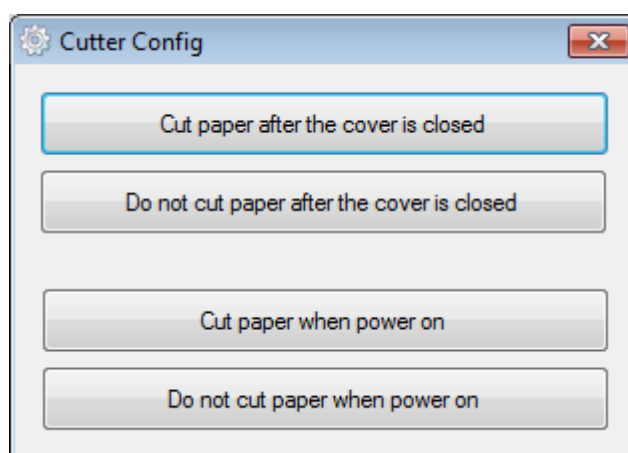 Cutter Config
Cut paper after the cover is closed
Do not cut paper after the cover is closed
Cut paper when power on
Do not cut paper when power on